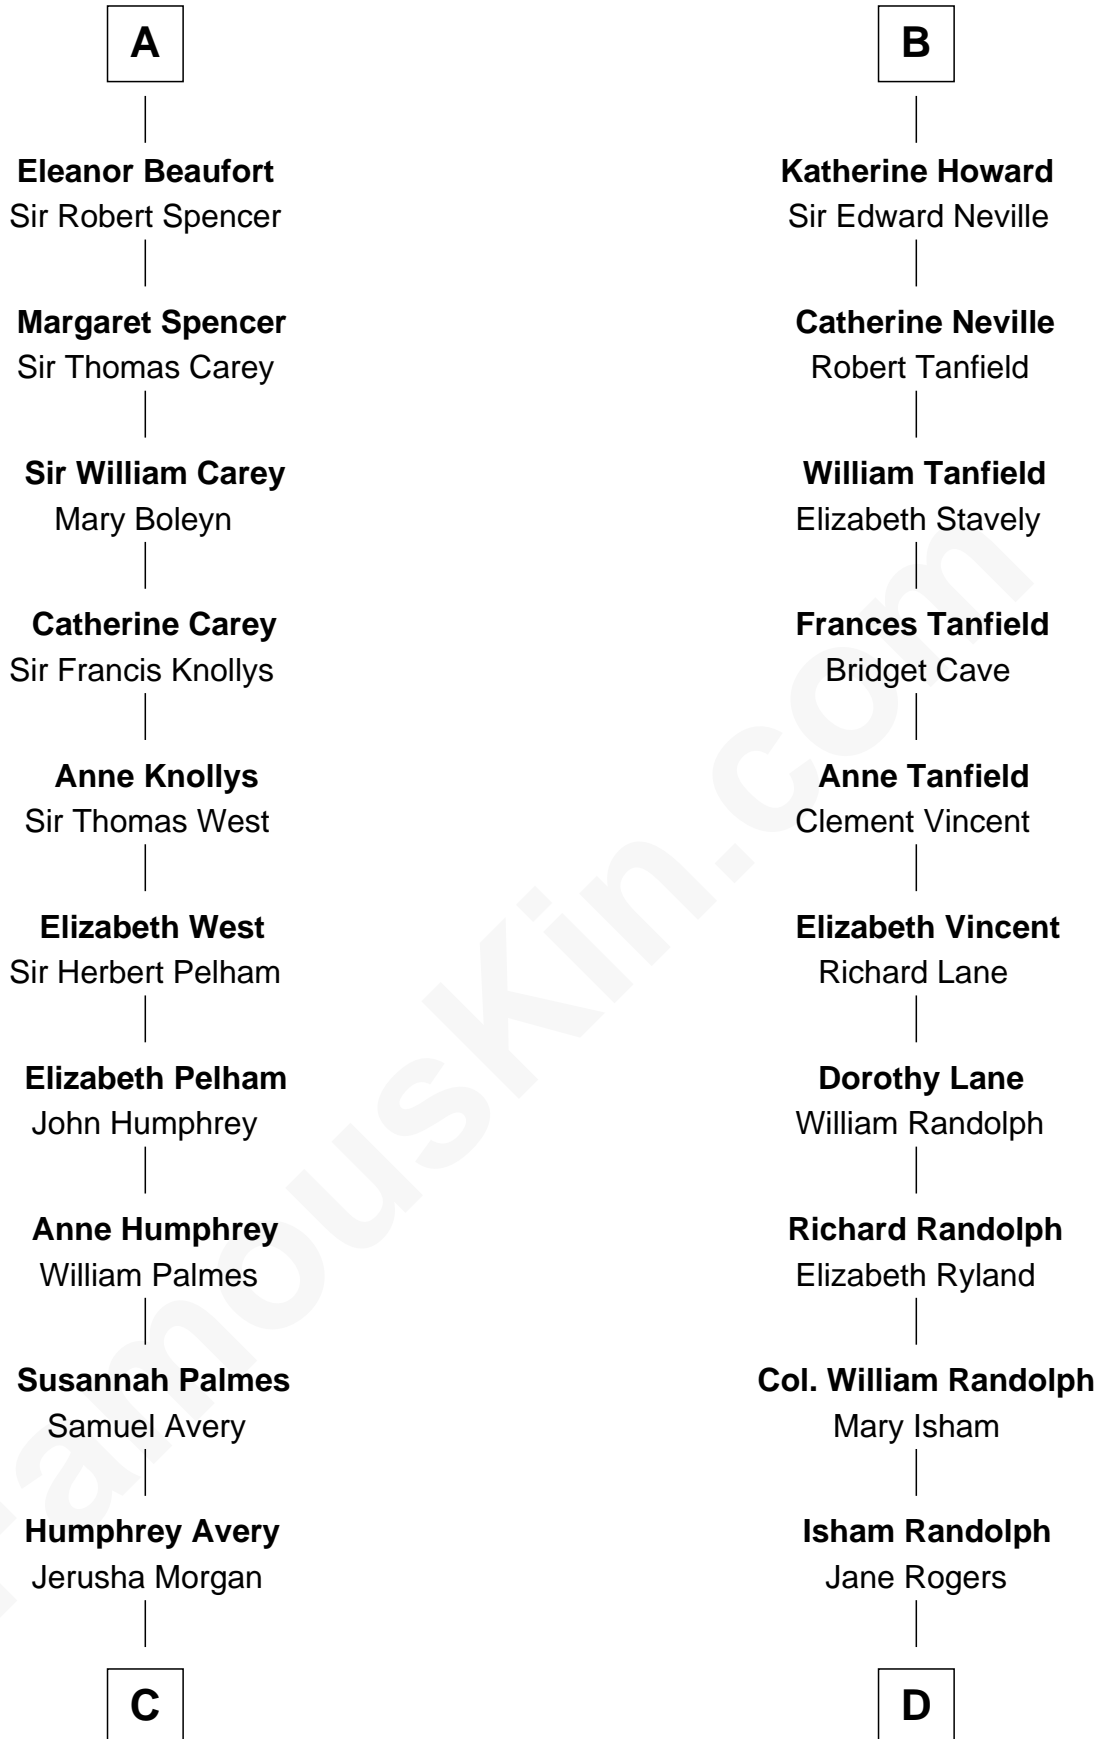 A
Eleanor Beaufort
Sir Robert Spencer
Margaret Spencer
Sir Thomas Carey
Sir William Carey
Mary Boleyn
Catherine Carey
Sir Francis Knollys
Anne Knollys
Sir Thomas West
Elizabeth West
Sir Herbert Pelham
Elizabeth Pelham
John Humphrey
Anne Humphrey
William Palmes
Susannah Palmes
Samuel Avery
Humphrey Avery
Jerusha Morgan
C
B
Katherine Howard
Sir Edward Neville
Catherine Neville
Robert Tanfield
William Tanfield
Elizabeth Stavely
Frances Tanfield
Bridget Cave
Anne Tanfield
Clement Vincent
Elizabeth Vincent
Richard Lane
Dorothy Lane
William Randolph
Richard Randolph
Elizabeth Ryland
Col. William Randolph
Mary Isham
Isham Randolph
Jane Rogers
D
FamousKin.com